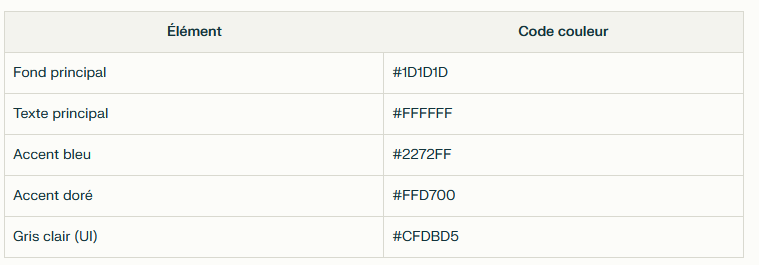 Élément Code couleur
Fond principal #1D1D1D
Texte principal #FFFFFF
Accent bleu #2272FF
Accent doré #FFD700
Gris clair (UI) #CFDBD5